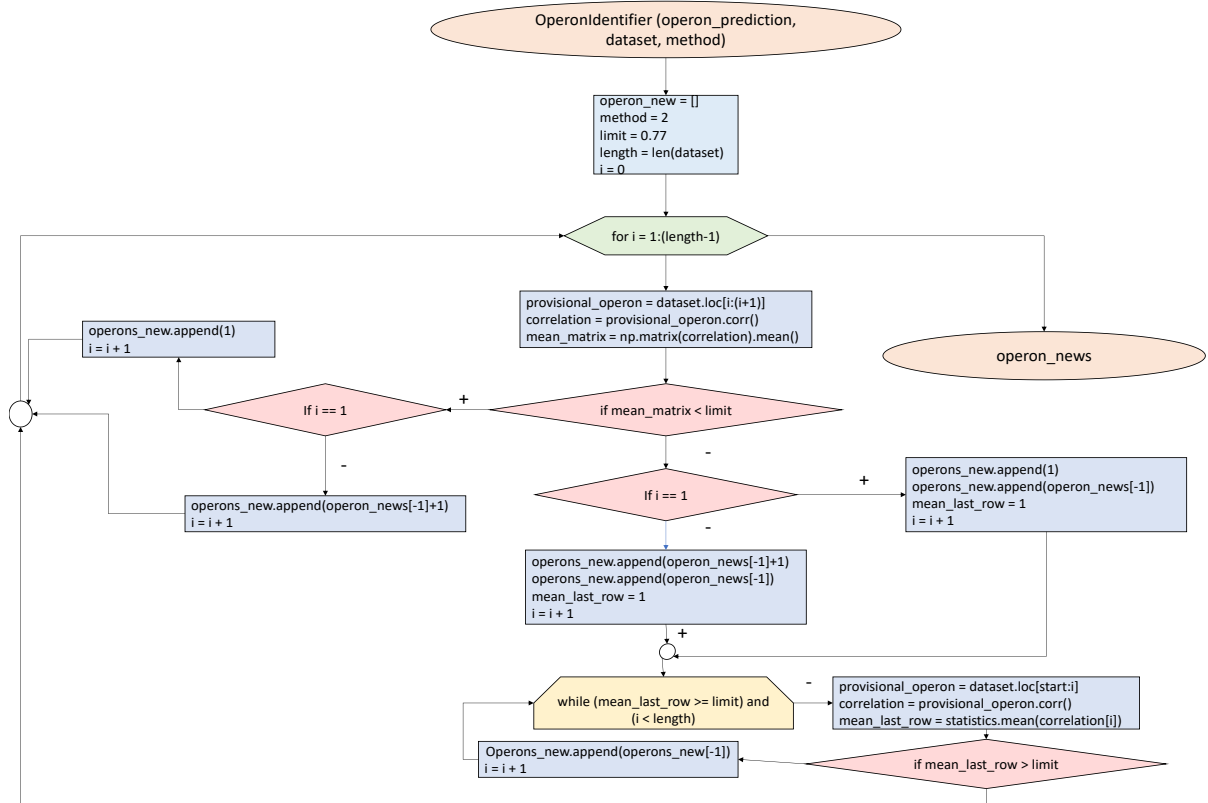 OperonIdentifier (operon_prediction,
dataset, method)
operon_new = []
method = 2
limit = 0.77
length = len(dataset)
i = 0
for i = 1:(length-1)
provisional_operon = dataset.loc[i:(i+1)]
correlation = provisional_operon.corr()
mean_matrix = np.matrix(correlation).mean()
operons_new.append(1)
i = i + 1
operon_news
If i == 1
+
if mean_matrix < limit
-
-
If i == 1
+
operons_new.append(1)
operons_new.append(operon_news[-1])
mean_last_row = 1
i = i + 1
operons_new.append(operon_news[-1]+1)
i = i + 1
-
operons_new.append(operon_news[-1]+1)
operons_new.append(operon_news[-1])
mean_last_row = 1
i = i + 1
+
while (mean_last_row >= limit) and
(i < length)
-
provisional_operon = dataset.loc[start:i]
correlation = provisional_operon.corr()
mean_last_row = statistics.mean(correlation[i])
Operons_new.append(operons_new[-1])
i = i + 1
if mean_last_row > limit